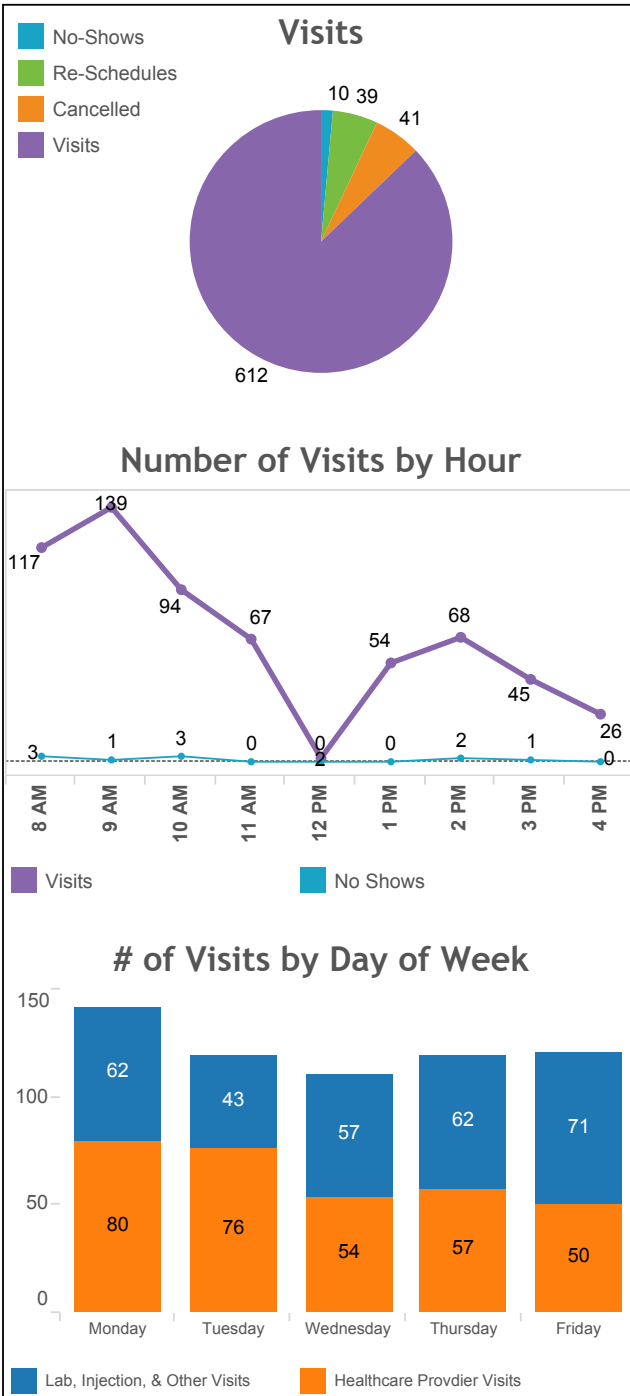 Visits
No-Shows
Re-Schedules
Cancelled
Visits
10 39
41
612
Number of Visits by Hour
139
117
94
67
68
54
45
26
0
3 1 3 0 2 0 2 1 0
8 AM 9 AM 10 AM 11 AM 12 PM 1 PM 2 PM 3 PM 4 PM
Visits No Shows
# of Visits by Day of Week
150
100
50
0
62 43 57 62 71
80 76 54 57 50
Monday Tuesday Wednesday Thursday Friday
Lab, Injection, & Other Visits Healthcare Provdier Visits